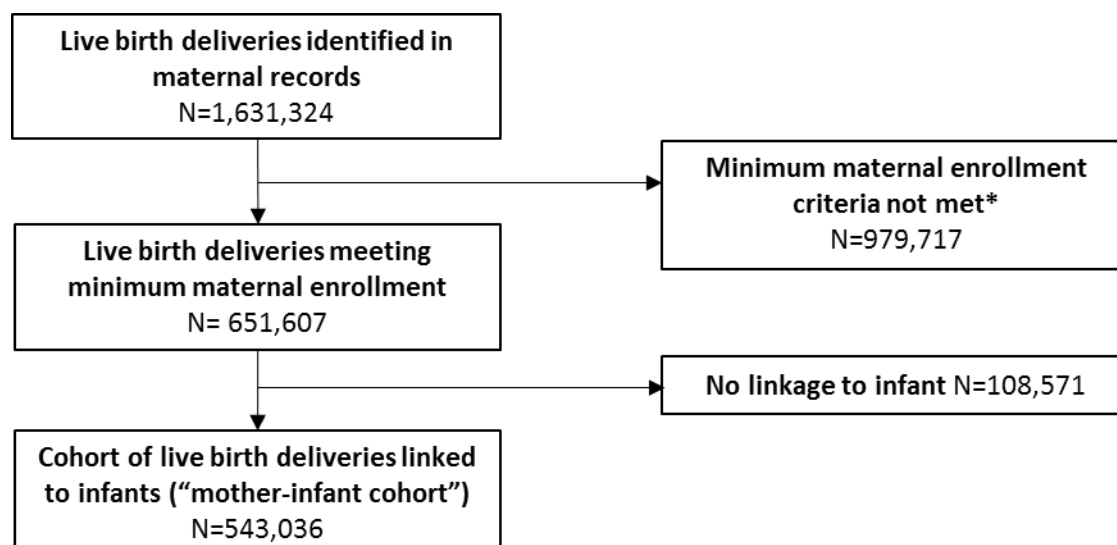 Live birth deliveries identified in
maternal records
N=1,631,324
Minimum maternal enrollment
criteria not met*
N=979,717
Live birth deliveries meeting
minimum maternal enrollment
N= 651,607
No linkage to infant N=108,571
Cohort of live birth deliveries linked
to infants (“mother-infant cohort”)
N=543,036